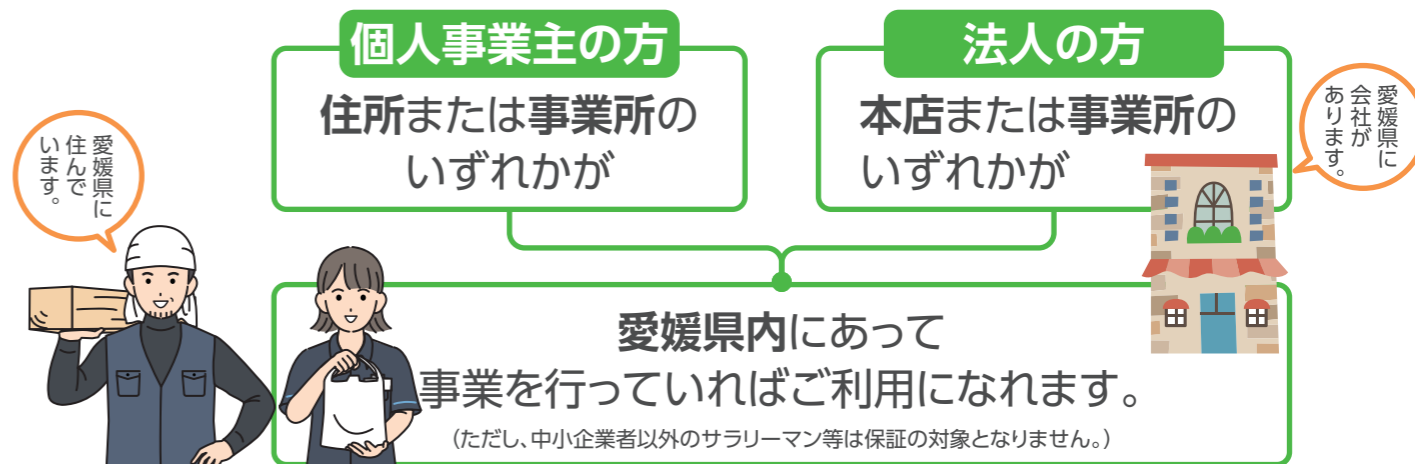 個人事業主の方
住所または事業所の
いずれかが
法人の方
本店または事業所の
いずれかが
愛媛県に
住んで
います。
愛媛県に
会社が
あります。
愛媛県内にあって
事業を行っていればご利用になれます。
（ただし、中小企業者以外のサラリーマン等は保証の対象となりません。）